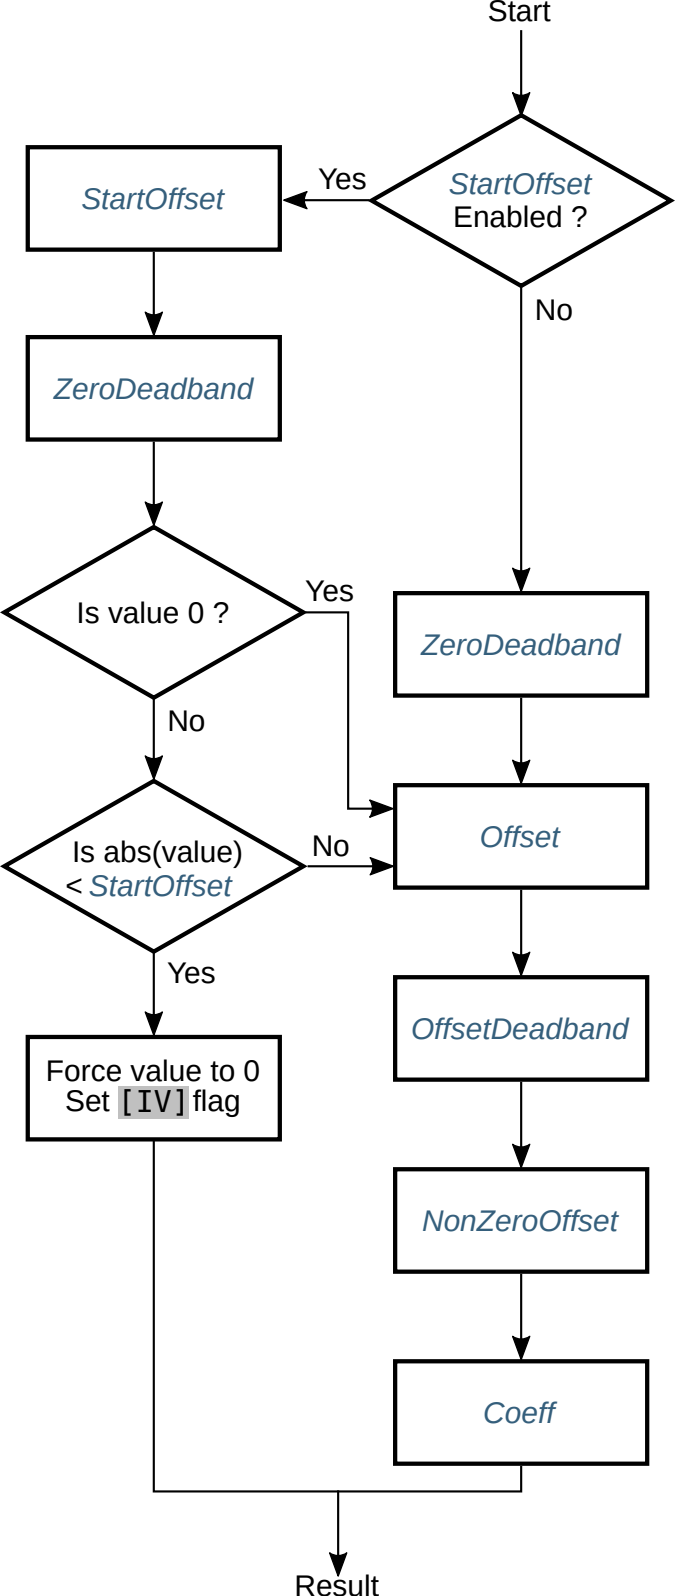 Start
StartOffset
Enabled ?
Yes
StartOffset
No
ZeroDeadband
Is value 0 ?
Yes
ZeroDeadband
No
Offset
Is abs(value)
< StartOffset
No
Yes
OffsetDeadband
Force value to 0
Set [IV] flag
NonZeroOffset
Coeff
Result